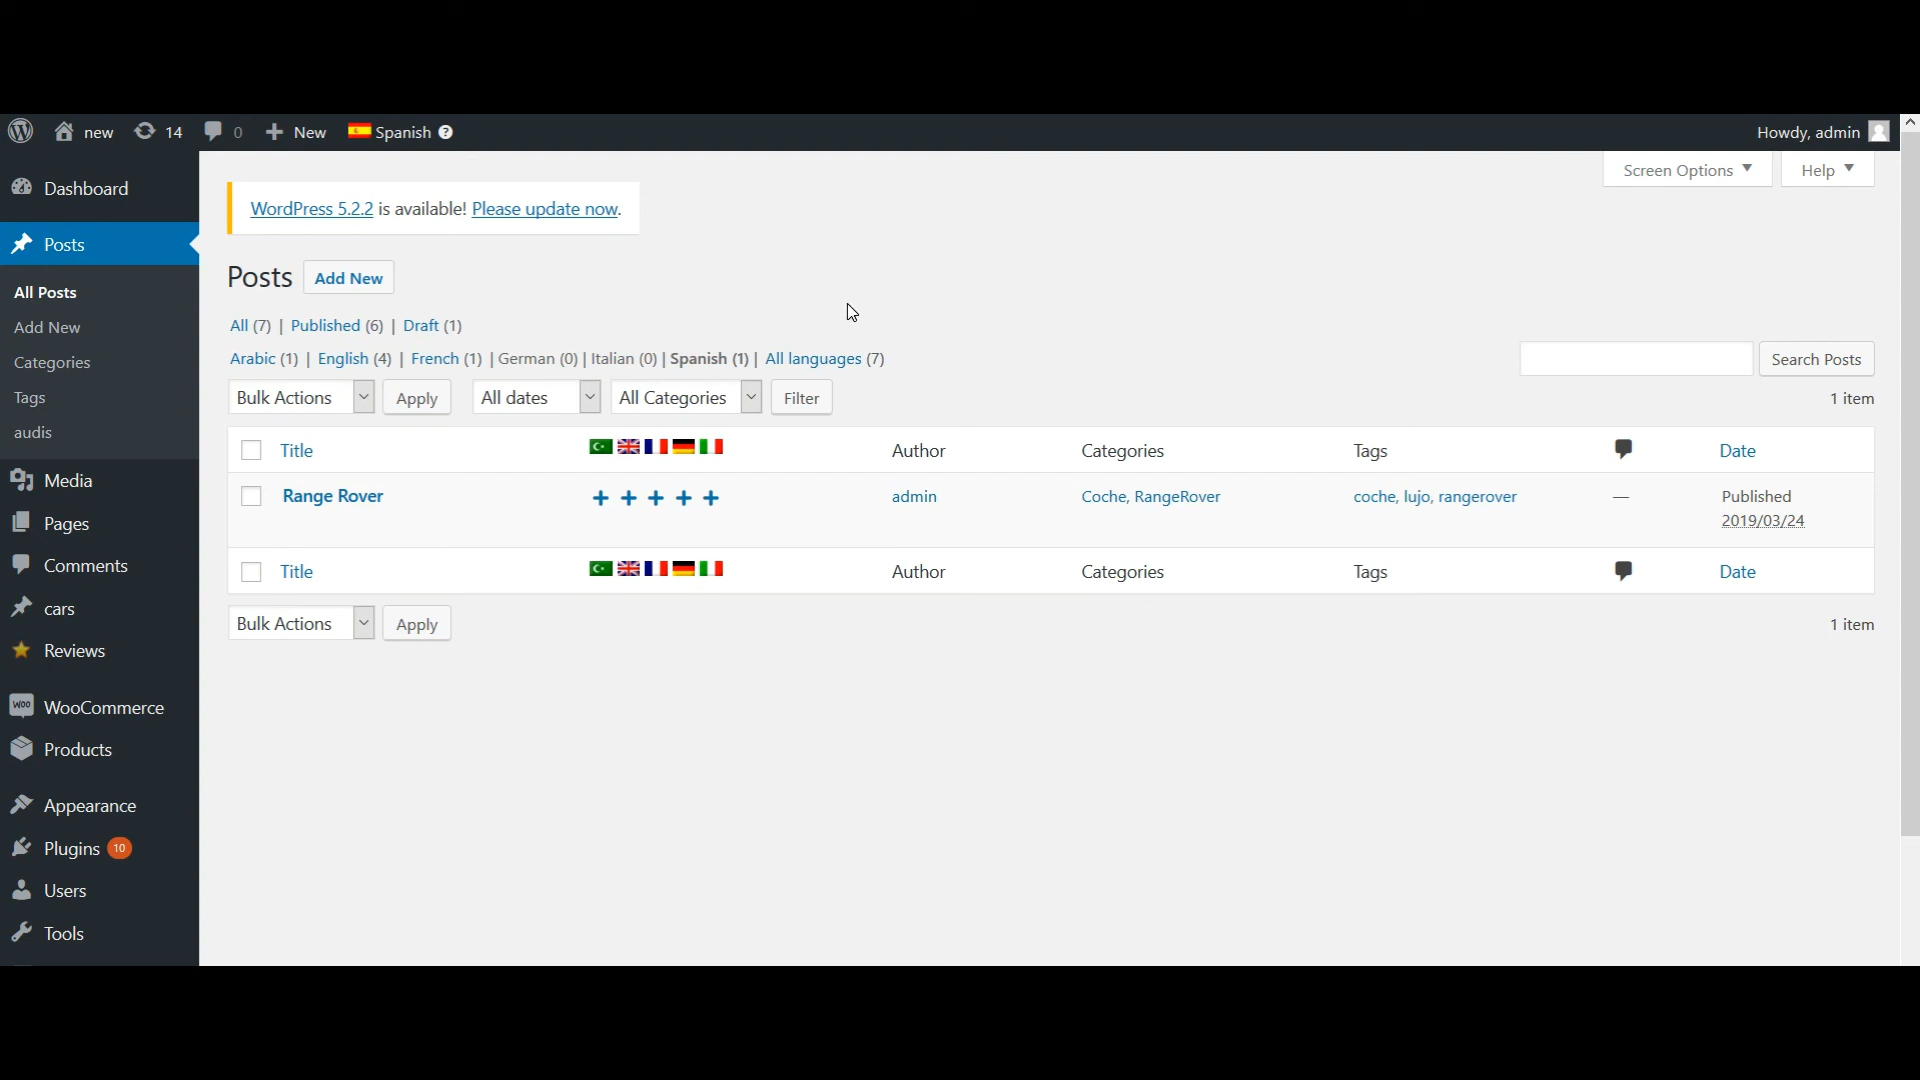 new 14 0 New Spanish Howdy, admin
Screen Options Help
Dashboard
Posts
All Posts
Add New
Categories
Tags
audis
Media
Pages
Comments
cars
Reviews
WooCommerce
Products
Appearance
Plugins 10
Users
Tools
WordPress 5.2.2 is available! Please update now.
Posts Add New
All (7) | Published (6) | Draft (1)
Arabic (1) | English (4) | French (1) | German (0) | Italian (0) | Spanish (1) | All languages (7)
Search Posts
Bulk Actions Apply All dates All Categories Filter 1 item
Title Author Categories Tags Date
Range Rover + + + + + admin Coche, RangeRover coche, lujo, rangerover — Published
2019/03/24
Title Author Categories Tags Date
Bulk Actions Apply 1 item